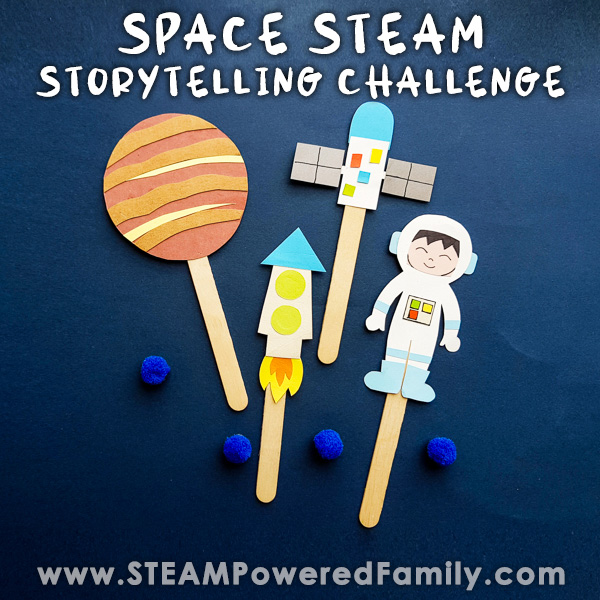 SPACE STEAM
STORYTELLING CHALLENGE
www.STEAMPoweredFamily.com